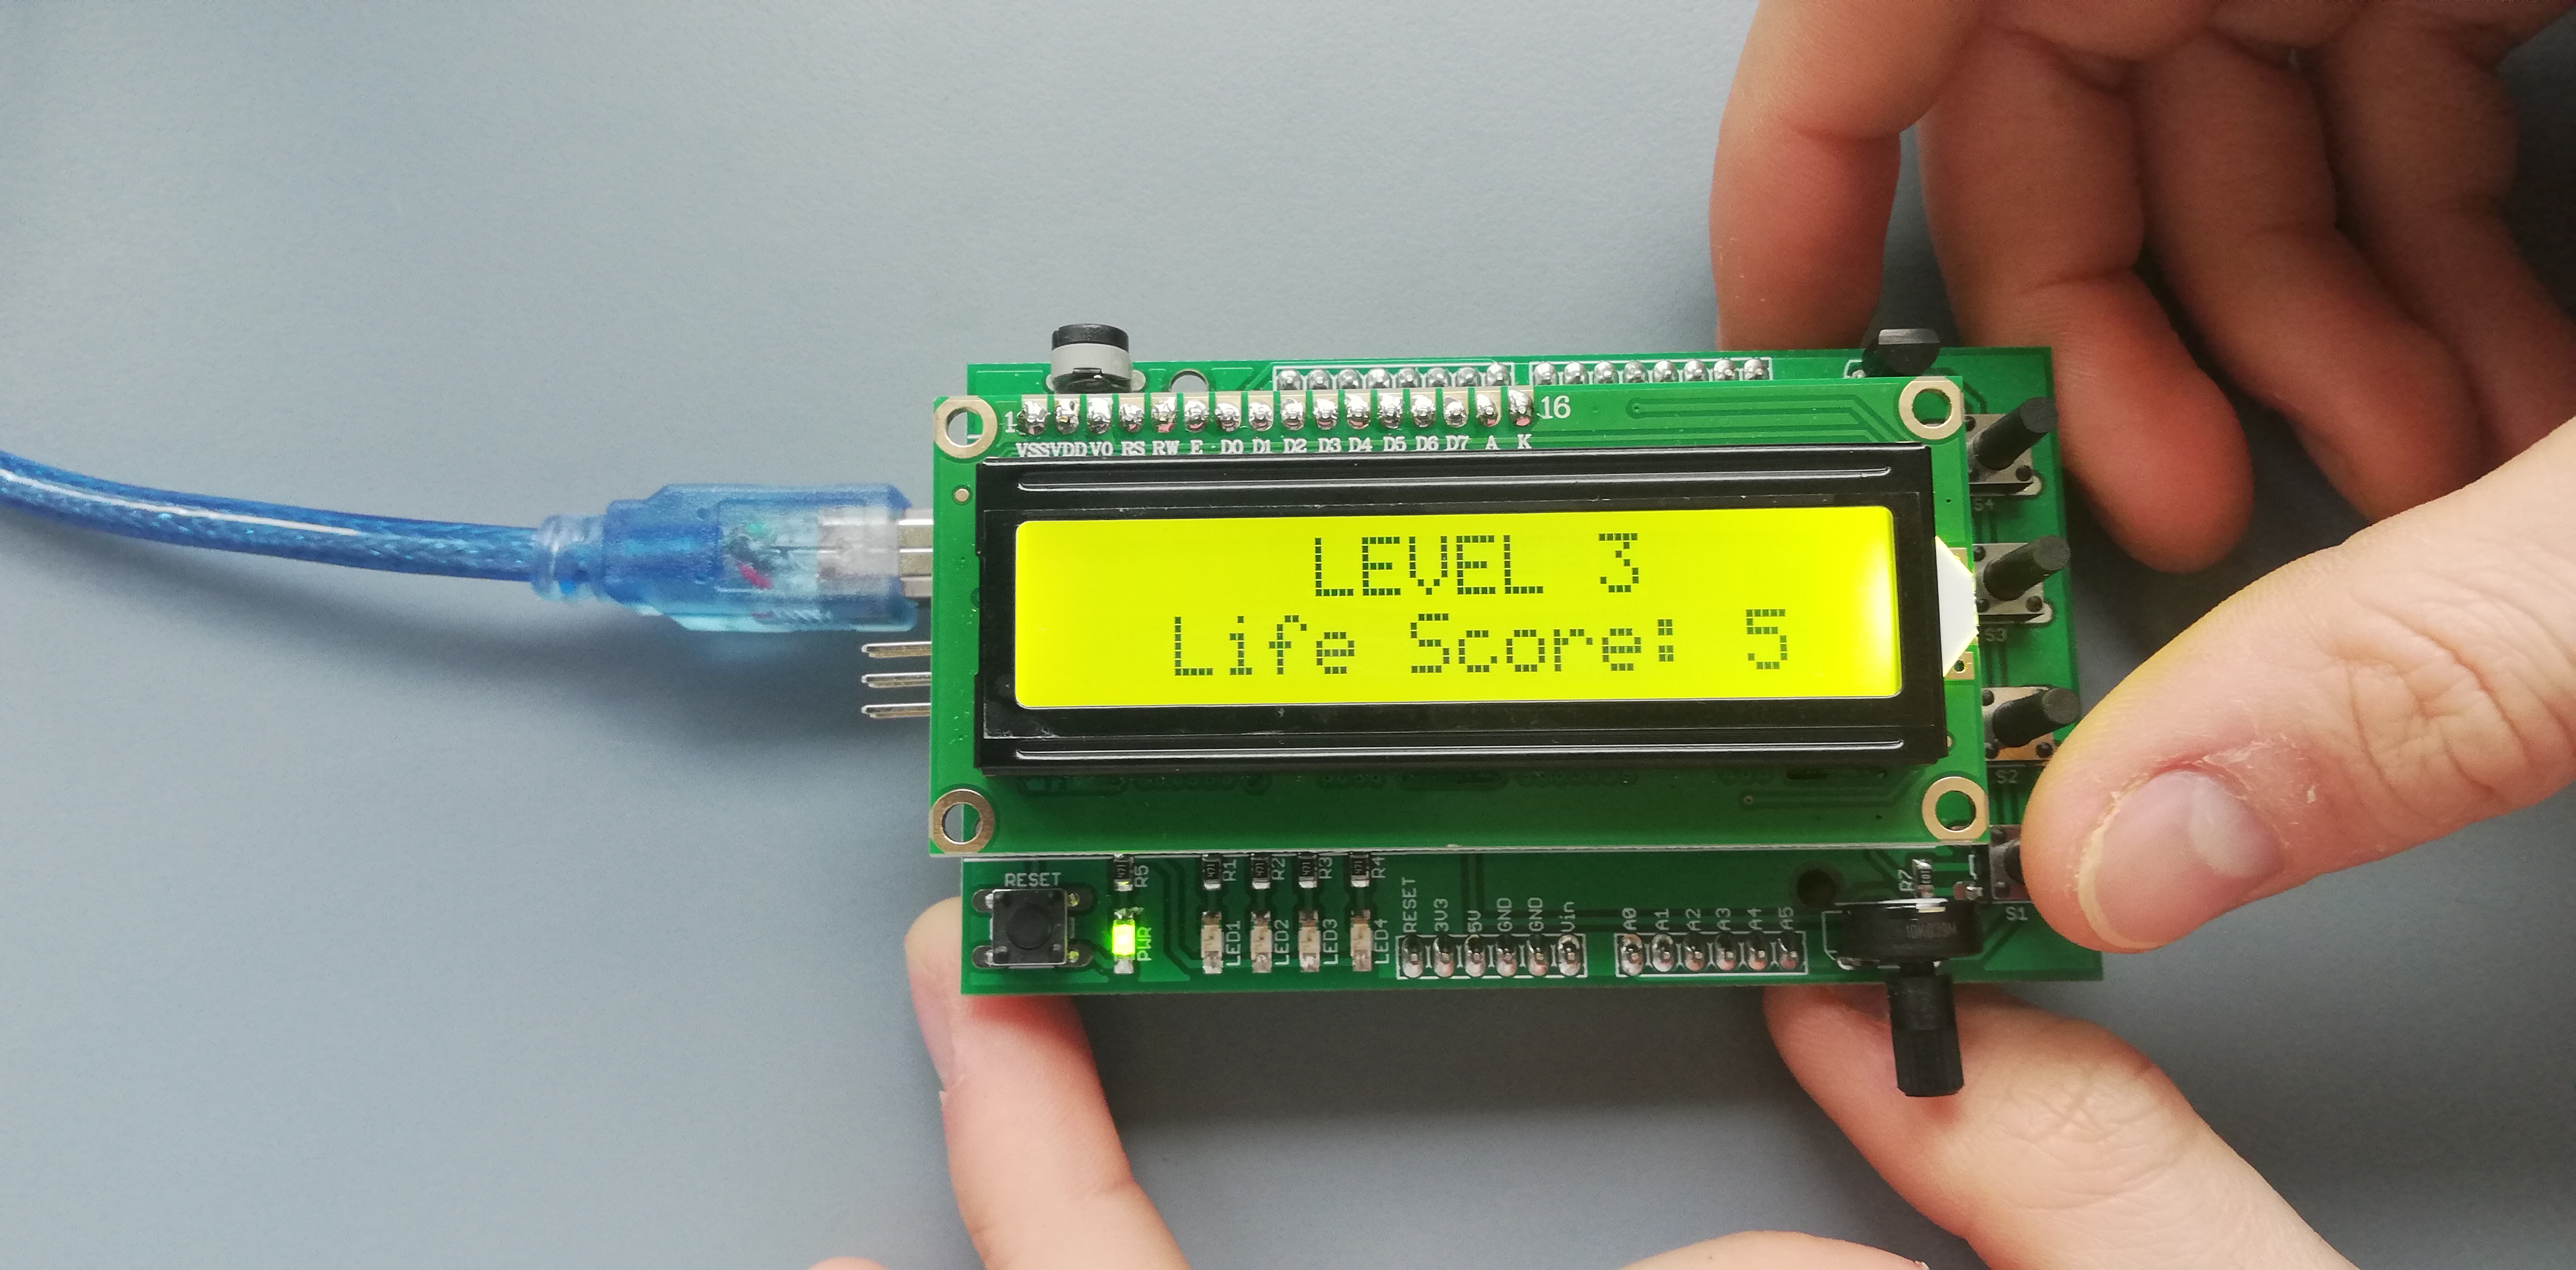 1 16
VSS VDD V0 RS RW E D0 D1 D2 D3 D4 D5 D6 D7 A K
LEVEL 3
Life Score: 5
S4
S3
S2
S1
RESET
R5 R1 R2 R3 R4
PWR LED1 LED2 LED3 LED4
RESET 3V3 5V GND GND Vin
A0 A1 A2 A3 A4 A5
R7